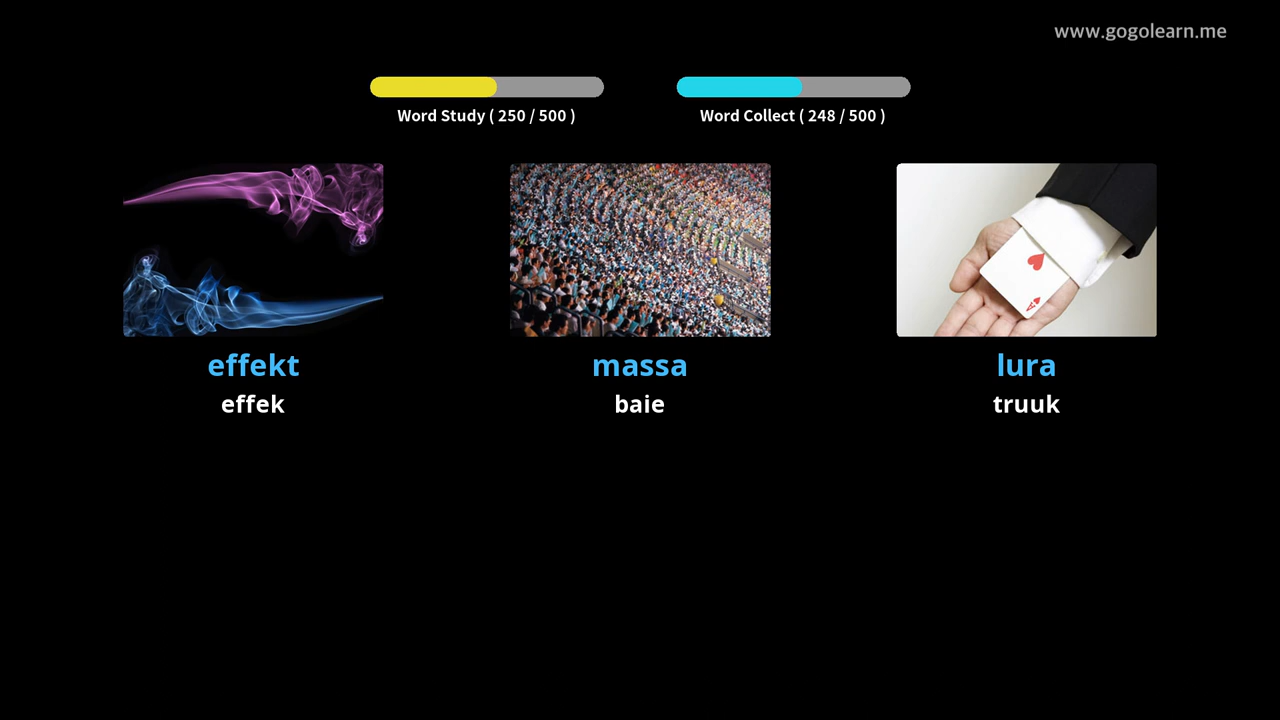 www.gogolearn.me
Word Study ( 250 / 500 )
Word Collect ( 248 / 500 )
effekt
effek
massa
baie
lura
truuk